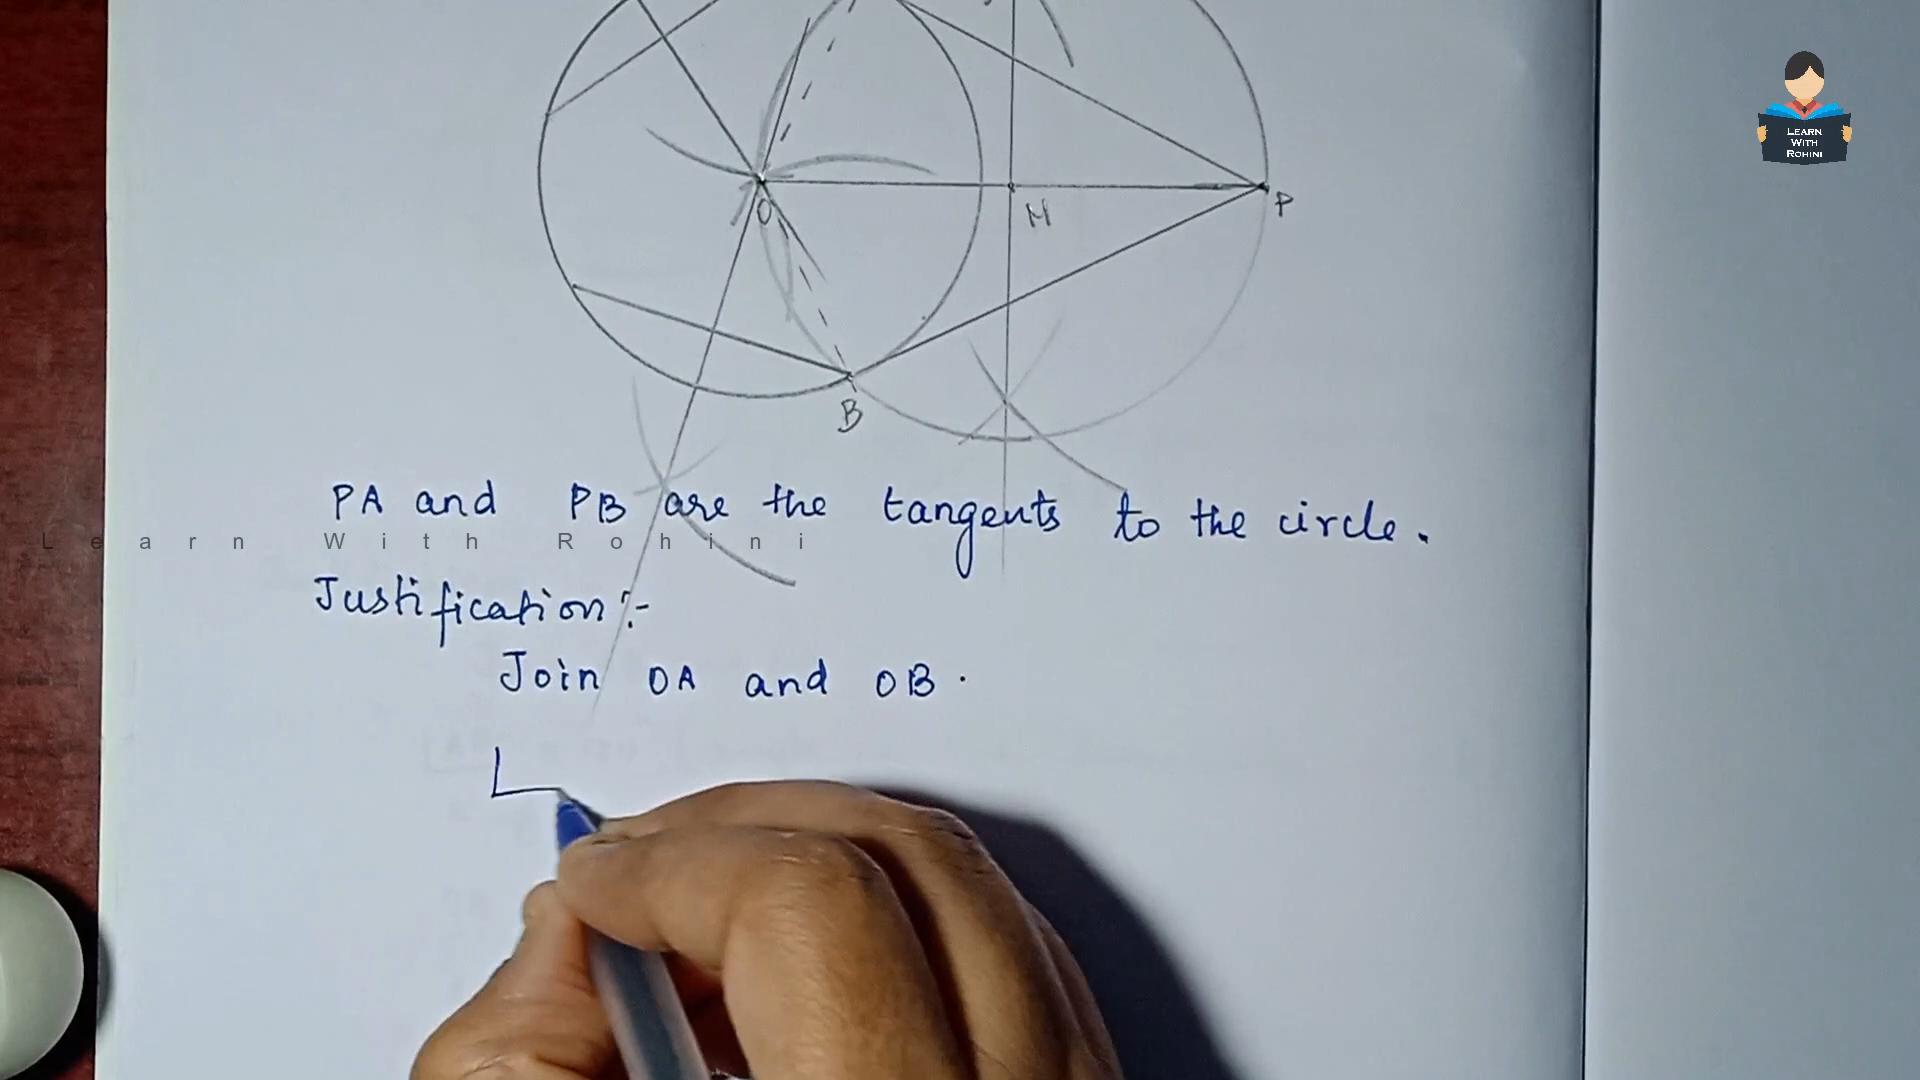 LEARN
WITH
ROHINI
O
M
P
B
PA and PB are the tangents to the circle.
Learn With Rohini
Justification :-
Join OA and OB.